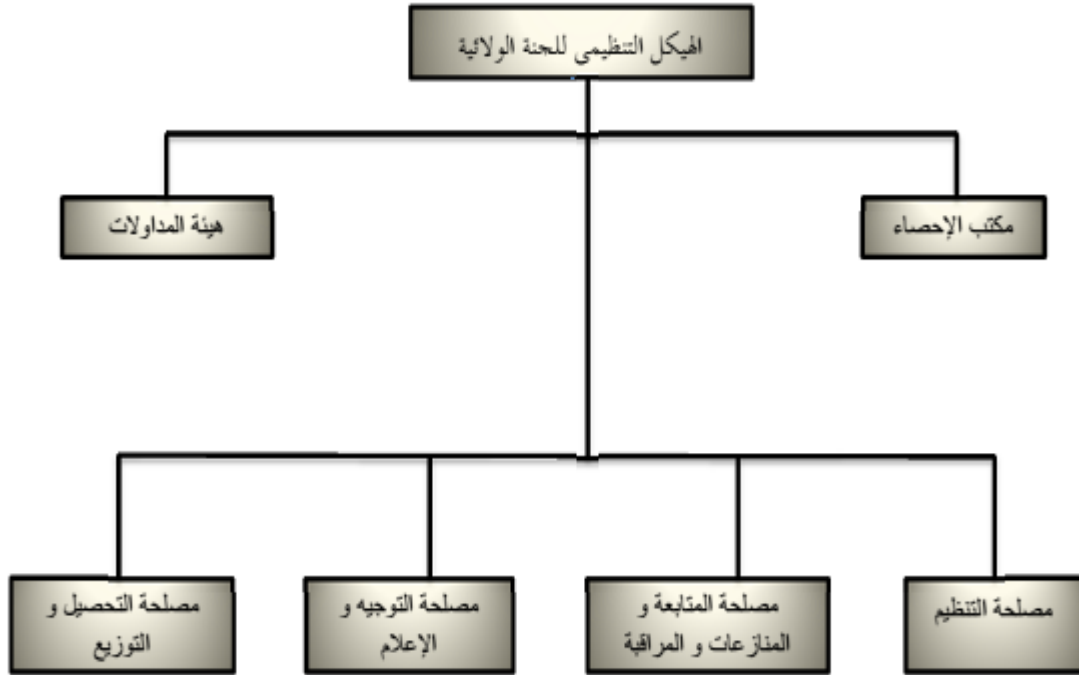 الهيكل التنظيمي للجنة الولائية
مكتب الإحصاء
هيئة المداولات
مصلحة التنظيم
مصلحة المتابعة و
المنازعات و المراقبة
مصلحة التوجيه و
الإعلام
مصلحة التحصيل و
التوزيع